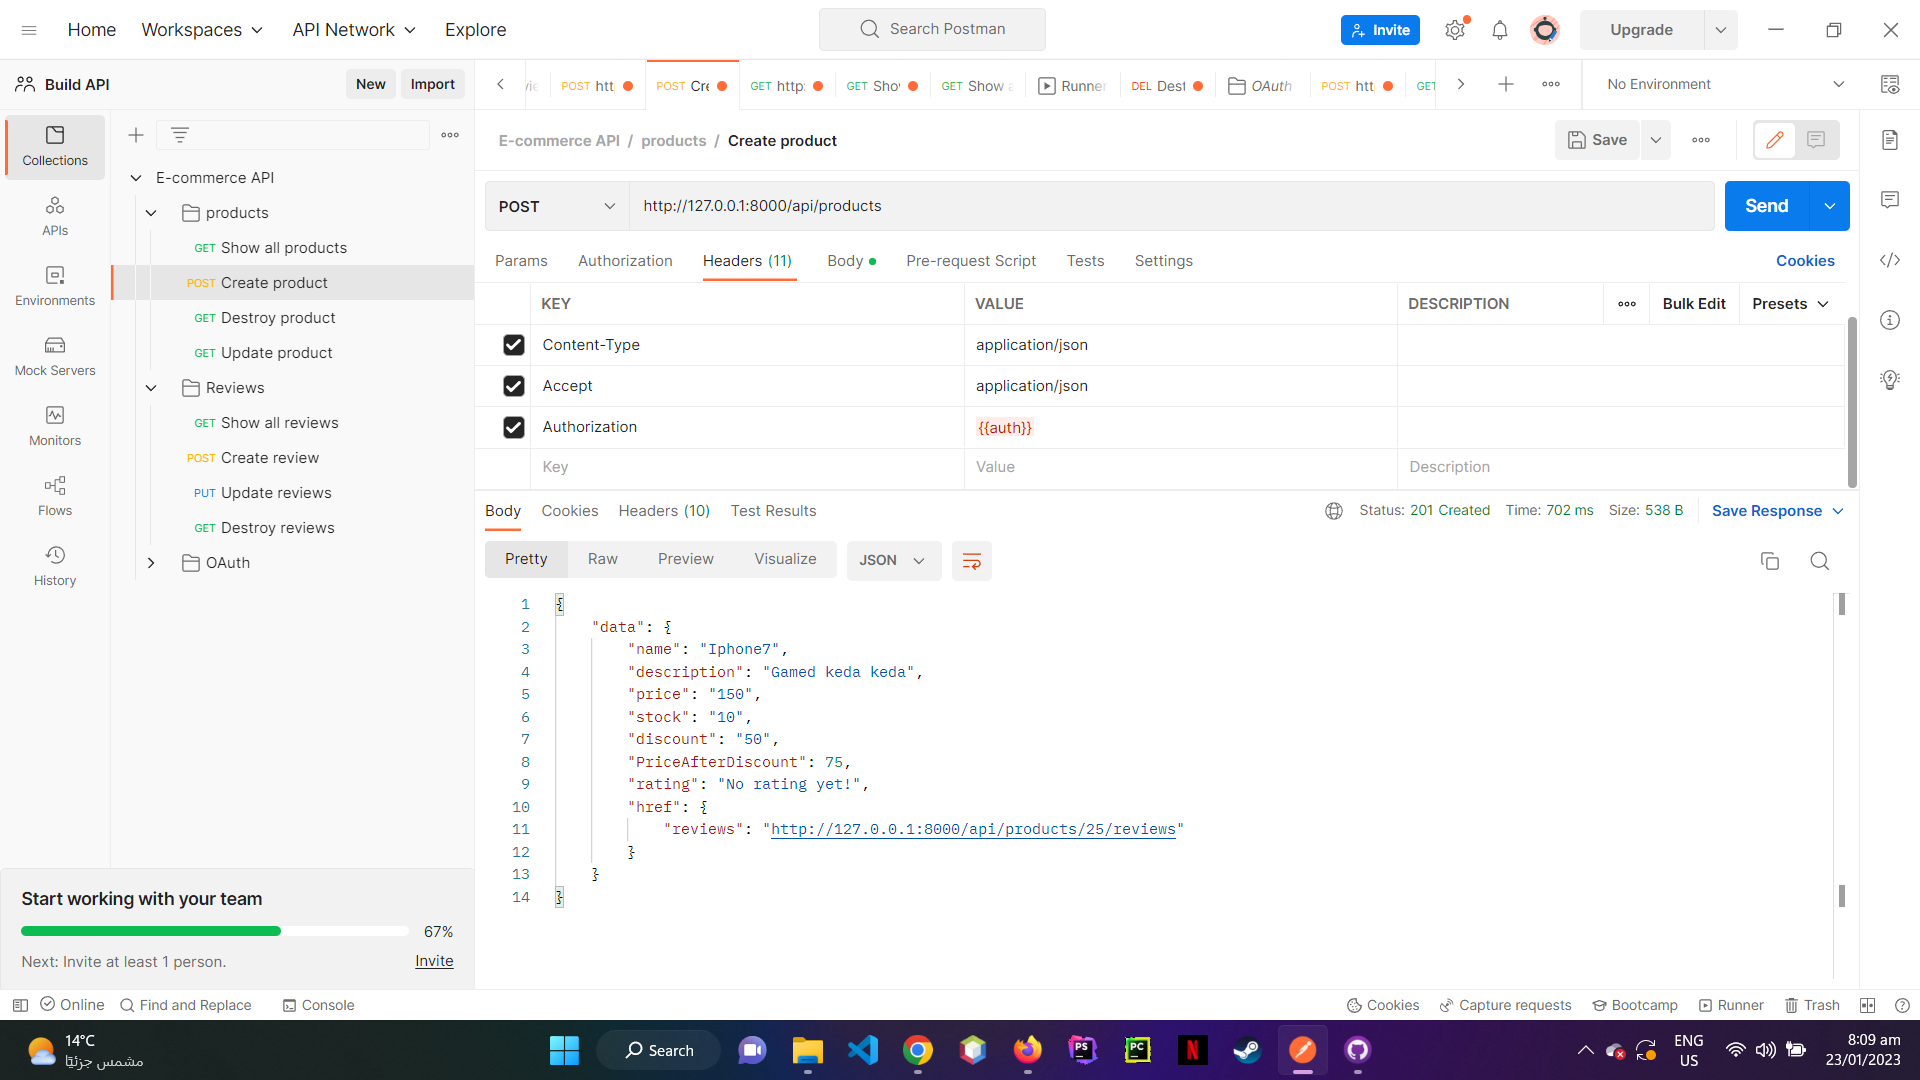 Home Workspaces API Network Explore Search Postman Invite Upgrade
Build API New Import
POST htt POST Cre GET http: GET Sho GET Show a Runner DEL Dest OAuth POST htt GET No Environment
E-commerce API / products / Create product Save
Collections
APIs
Environments
Mock Servers
Monitors
Flows
History
E-commerce API
products
GET Show all products
POST Create product
GET Destroy product
GET Update product
Reviews
GET Show all reviews
POST Create review
PUT Update reviews
GET Destroy reviews
OAuth
POST http://127.0.0.1:8000/api/products Send
Params Authorization Headers (11) Body Pre-request Script Tests Settings Cookies
KEY VALUE DESCRIPTION Bulk Edit Presets
Content-Type application/json
Accept application/json
Authorization {{auth}}
Key Value Description
Body Cookies Headers (10) Test Results Status: 201 Created Time: 702 ms Size: 538 B Save Response
Pretty Raw Preview Visualize JSON
1 {
2 "data": {
3 "name": "Iphone7",
4 "description": "Gamed keda keda",
5 "price": "150",
6 "stock": "10",
7 "discount": "50",
8 "PriceAfterDiscount": 75,
9 "rating": "No rating yet!",
10 "href": {
11 "reviews": "http://127.0.0.1:8000/api/products/25/reviews"
12 }
13 }
14 }
Start working with your team
67%
Next: Invite at least 1 person. Invite
Online Find and Replace Console Cookies Capture requests Bootcamp Runner Trash
14°C
مشمس جزئيًا
Search
PS
PC
N
ENG
US
8:09 am
23/01/2023